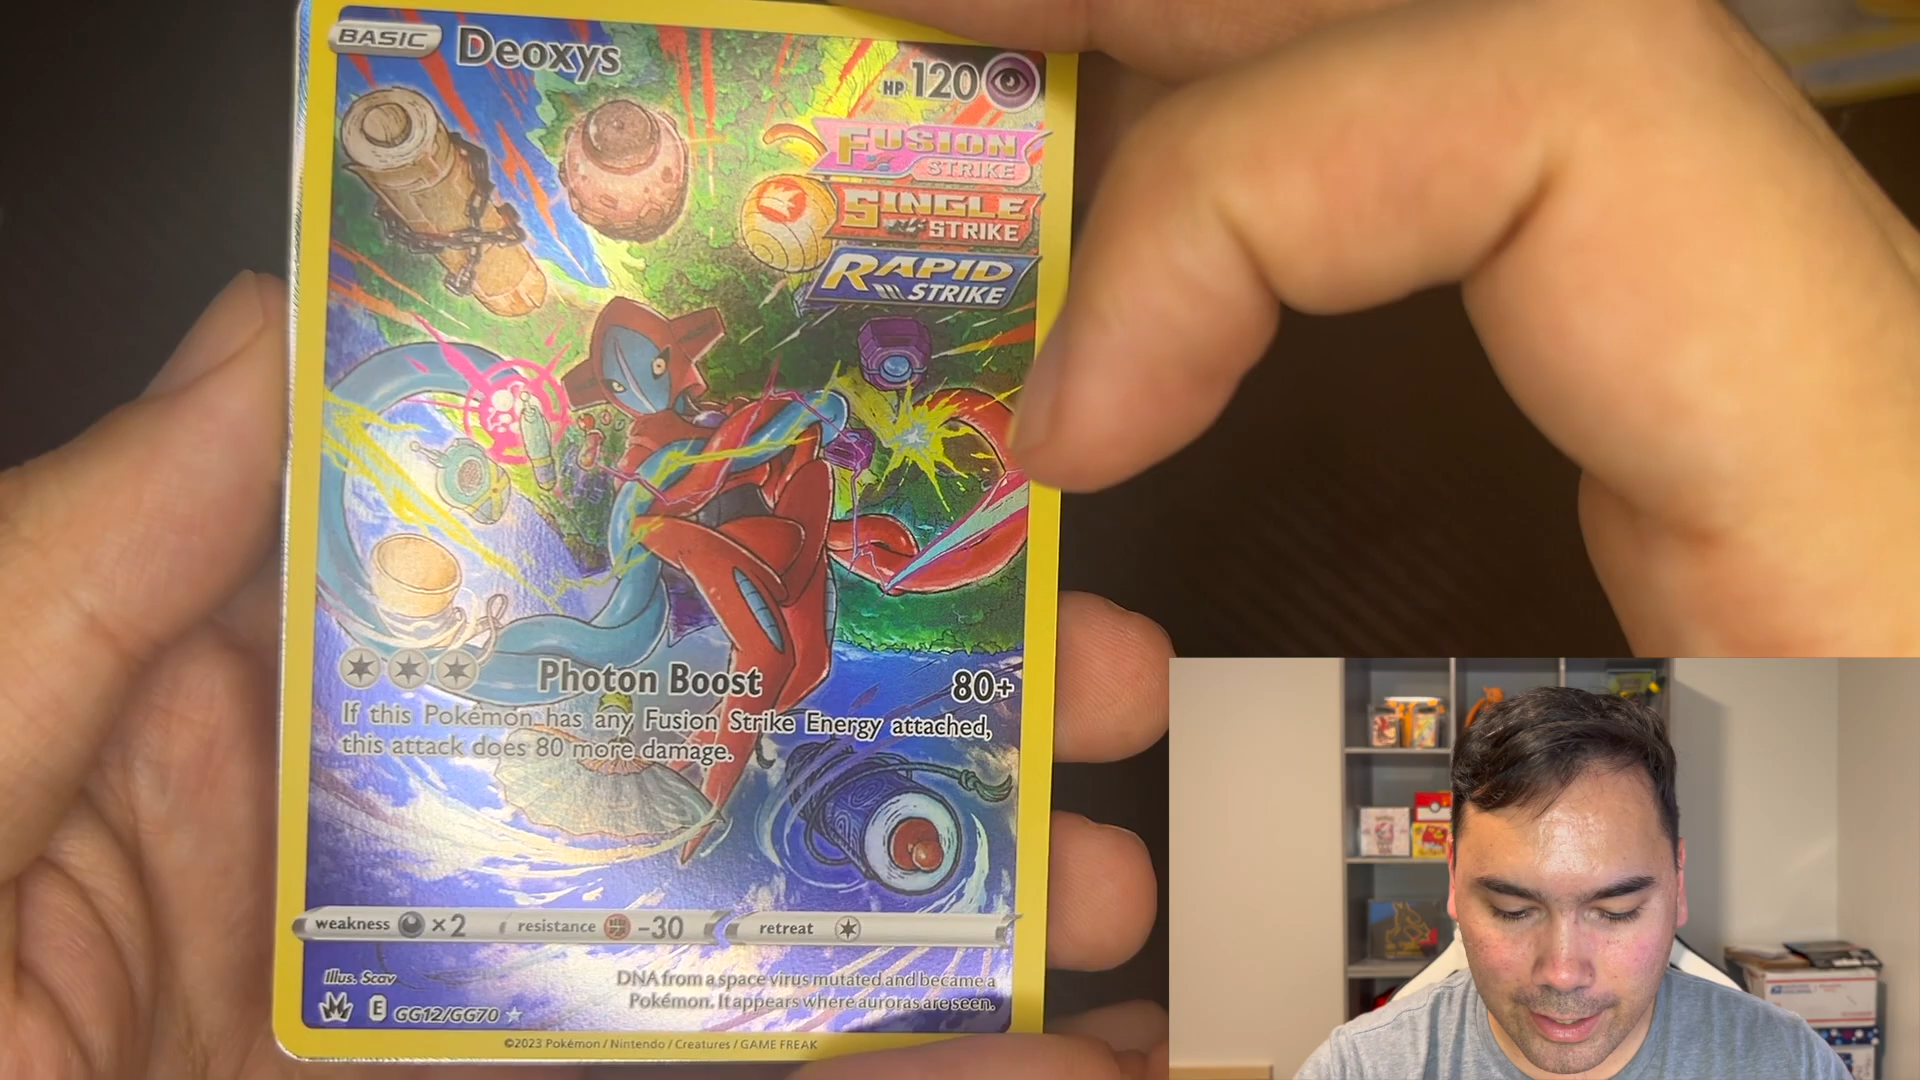 BASIC
Deoxys
HP 120
FUSION
STRIKE
SINGLE
STRIKE
RAPID
STRIKE
Photon Boost
80+
If this Pokémon has any Fusion Strike Energy attached,
this attack does 80 more damage.
weakness ×2 resistance -30 retreat
Illus. Scav
DNA from a space virus mutated and became a
Pokémon. It appears where auroras are seen.
E GG12/GG70
©2023 Pokémon / Nintendo / Creatures / GAME FREAK